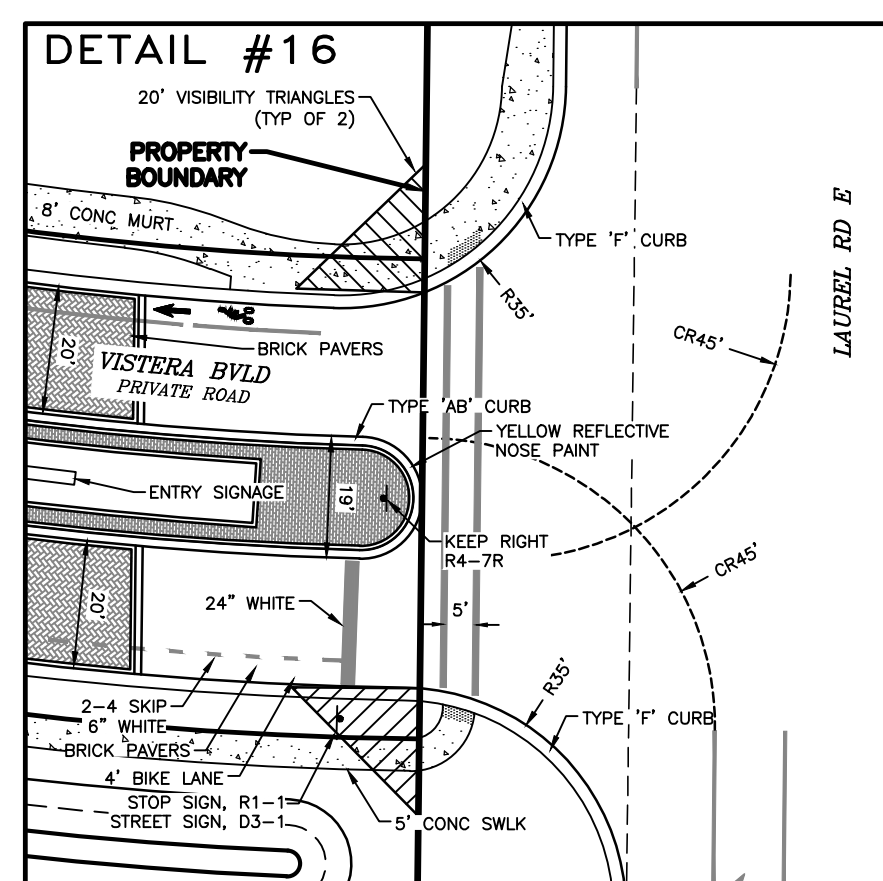 DETAIL #16
20' VISIBILITY TRIANGLES
(TYP OF 2)
PROPERTY
BOUNDARY
8' CONC MURT
TYPE 'F' CURB
LAUREL RD E
R35'
CR45'
BRICK PAVERS
20'
VISTERA BVLD
PRIVATE ROAD
TYPE 'AB' CURB
YELLOW REFLECTIVE
NOSE PAINT
ENTRY SIGNAGE
19'
KEEP RIGHT
R4-7R
CR45'
24" WHITE
5'
20'
R35'
2-4 SKIP
6" WHITE
TYPE 'F' CURB
BRICK PAVERS
4' BIKE LANE
STOP SIGN, R1-1
STREET SIGN, D3-1
5' CONC SWLK